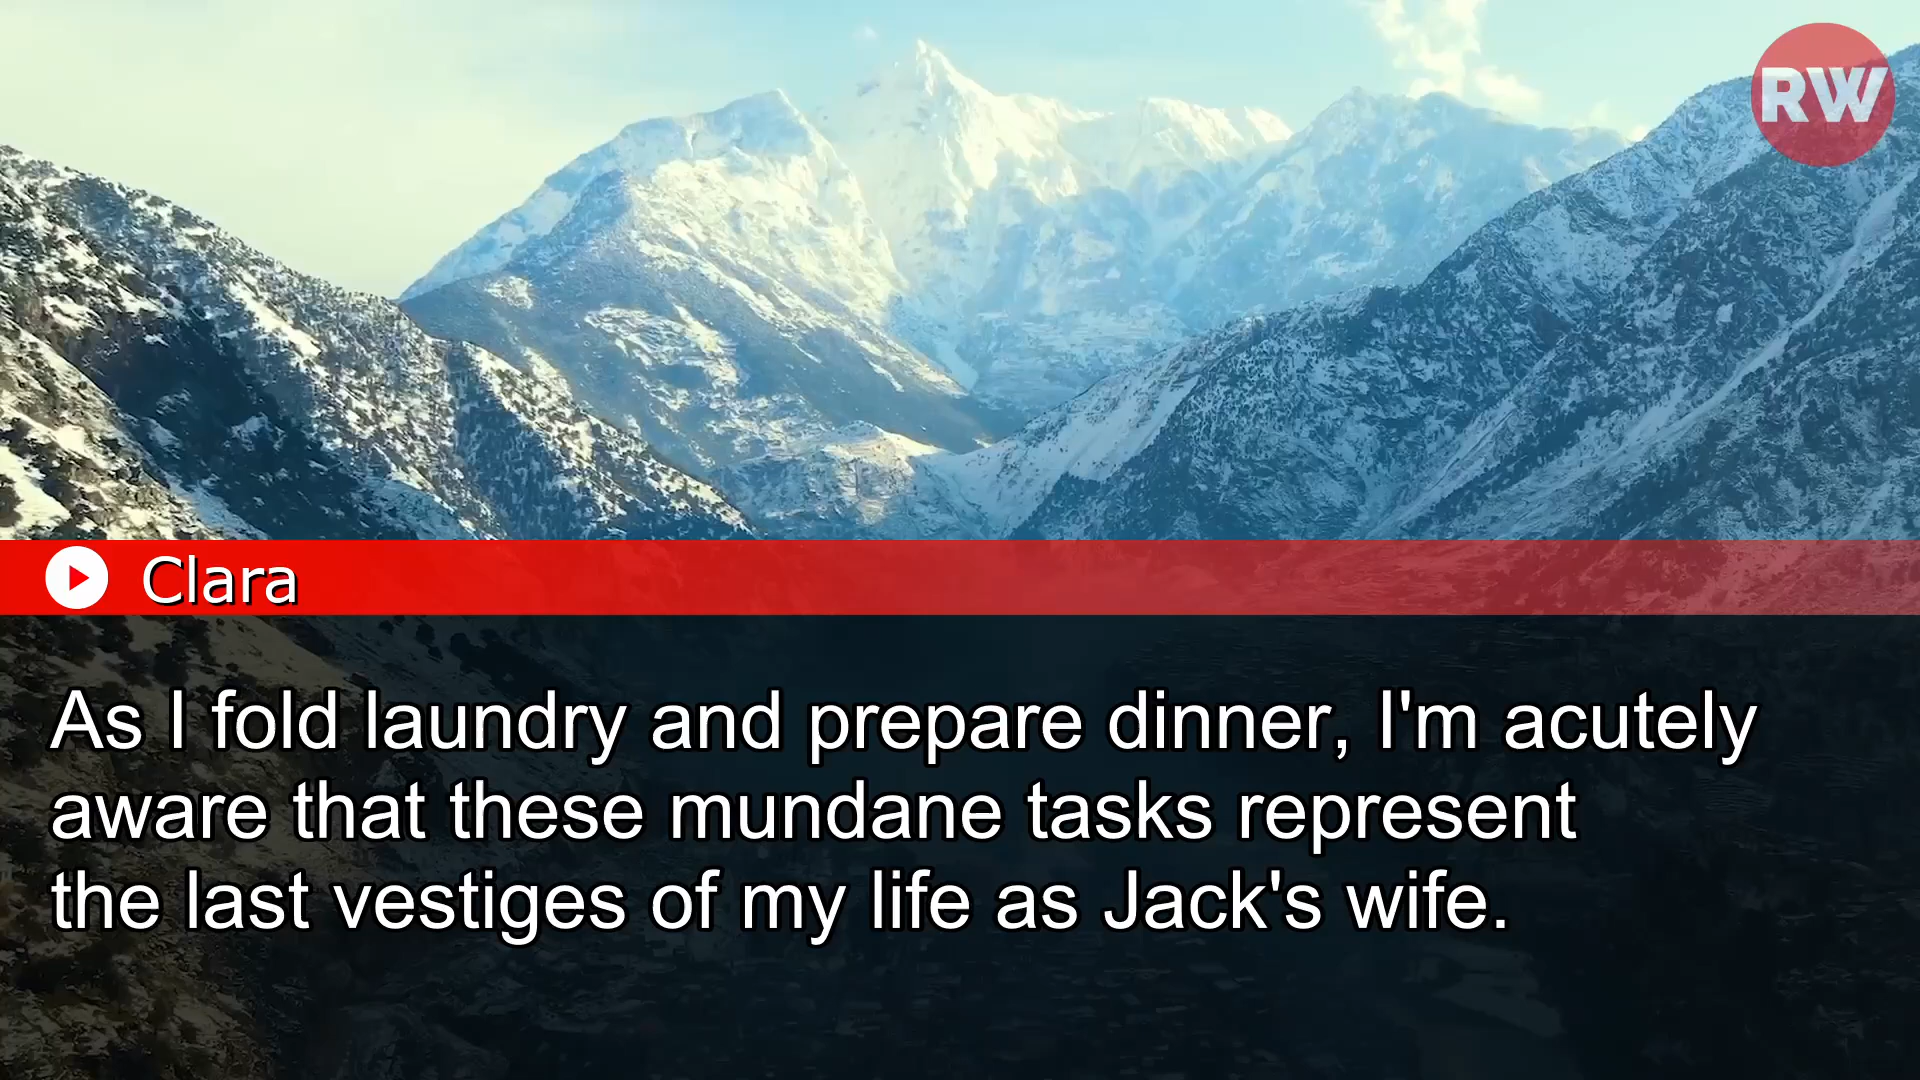 RW
Clara
As I fold laundry and prepare dinner, I'm acutely
aware that these mundane tasks represent
the last vestiges of my life as Jack's wife.